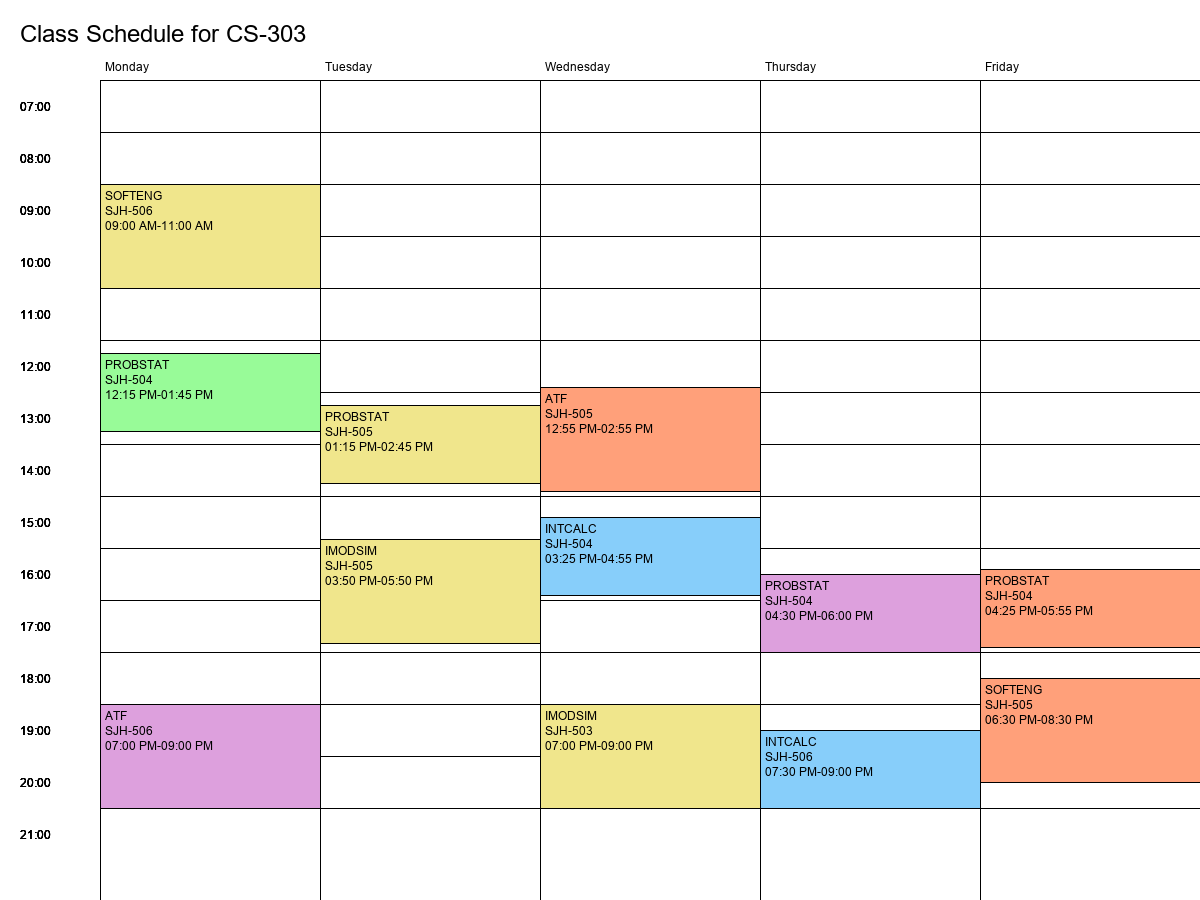 Class Schedule for CS-303
Monday
Tuesday
Wednesday
Thursday
Friday
07:00
08:00
09:00
10:00
11:00
12:00
13:00
14:00
15:00
16:00
17:00
18:00
19:00
20:00
21:00
SOFTENG
SJH-506
09:00 AM-11:00 AM
PROBSTAT
SJH-504
12:15 PM-01:45 PM
ATF
SJH-506
07:00 PM-09:00 PM
PROBSTAT
SJH-505
01:15 PM-02:45 PM
IMODSIM
SJH-505
03:50 PM-05:50 PM
ATF
SJH-505
12:55 PM-02:55 PM
INTCALC
SJH-504
03:25 PM-04:55 PM
IMODSIM
SJH-503
07:00 PM-09:00 PM
PROBSTAT
SJH-504
04:30 PM-06:00 PM
INTCALC
SJH-506
07:30 PM-09:00 PM
PROBSTAT
SJH-504
04:25 PM-05:55 PM
SOFTENG
SJH-505
06:30 PM-08:30 PM